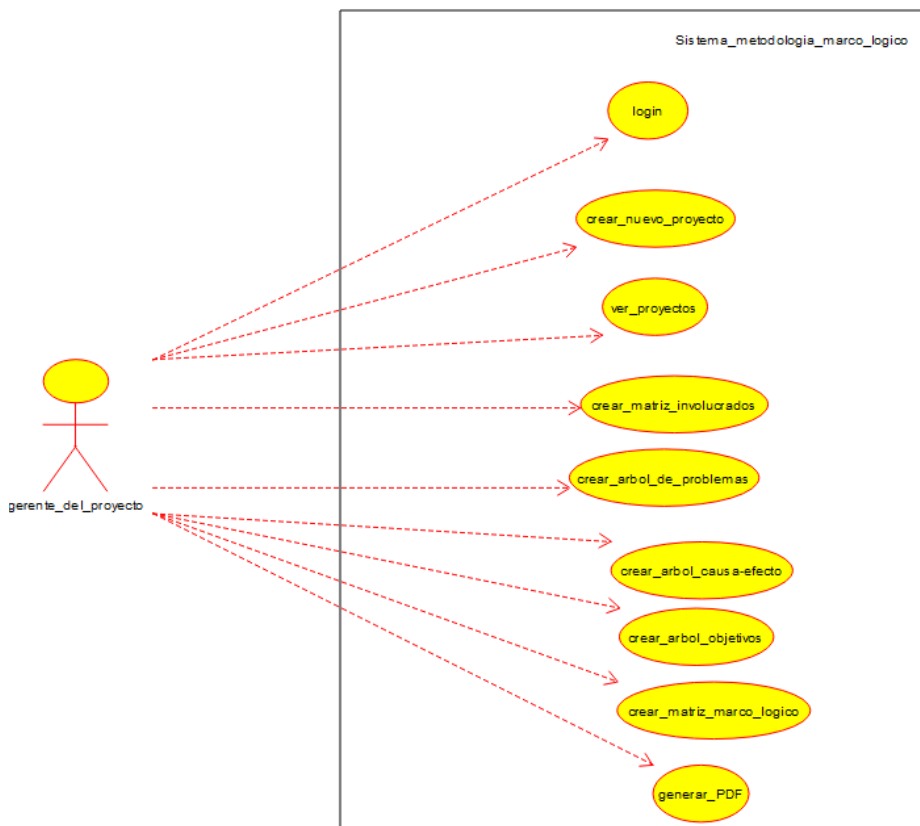 Sistema_metodologia_marco_logico
login
crear_nuevo_proyecto
ver_proyectos
crear_matriz_involucrados
crear_arbol_de_problemas
gerente_del_proyecto
crear_arbol_causa-efecto
crear_arbol_objetivos
crear_matriz_marco_logico
generar_PDF